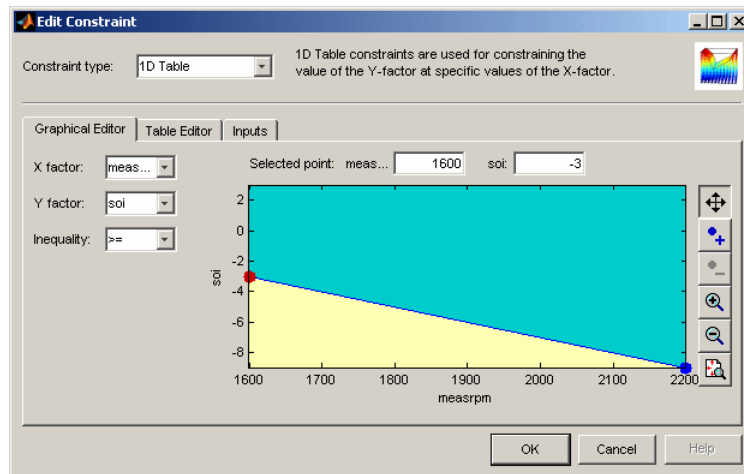 Edit Constraint
Constraint type: 1D Table
1D Table constraints are used for constraining the
value of the Y-factor at specific values of the X-factor.
Graphical Editor Table Editor Inputs
X factor: meas...
Y factor: soi
Inequality: >=
Selected point: meas... 1600 soi: -3
2
0
-2
-4
-6
-8
soi
1600 1700 1800 1900 2000 2100 2200
measrpm
OK Cancel Help